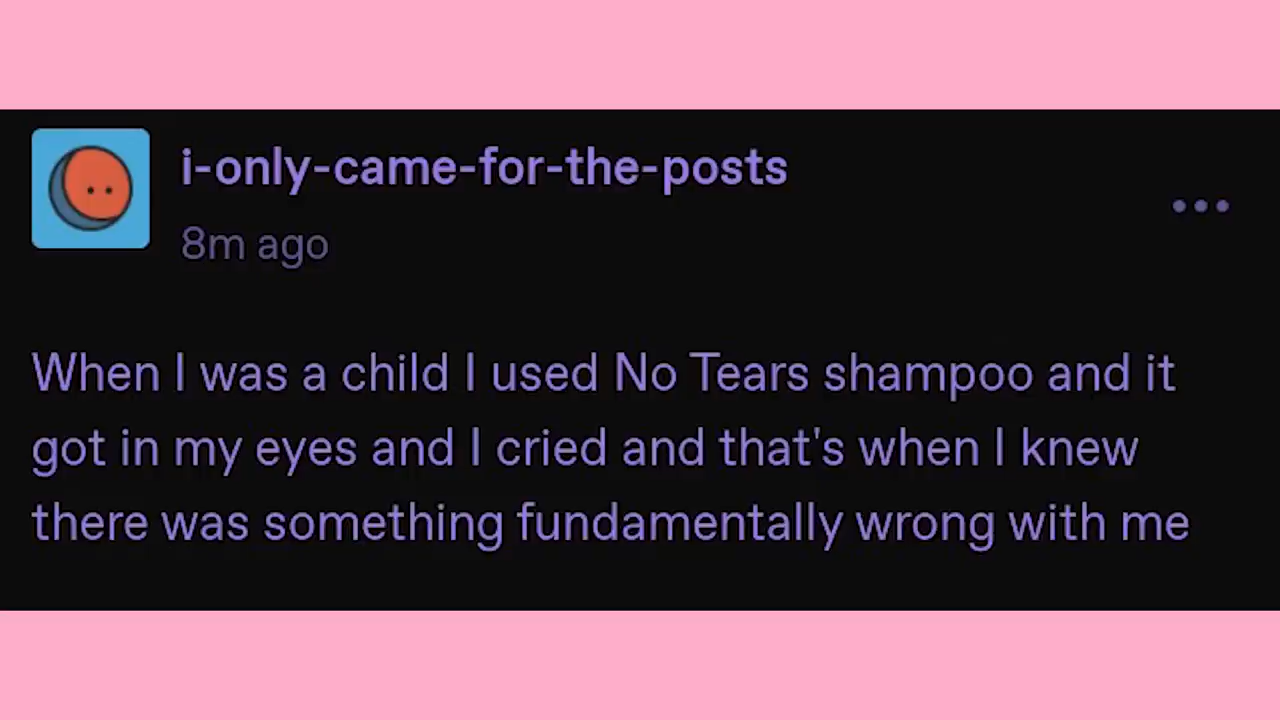 i-only-came-for-the-posts
8m ago
When I was a child I used No Tears shampoo and it
got in my eyes and I cried and that's when I knew
there was something fundamentally wrong with me